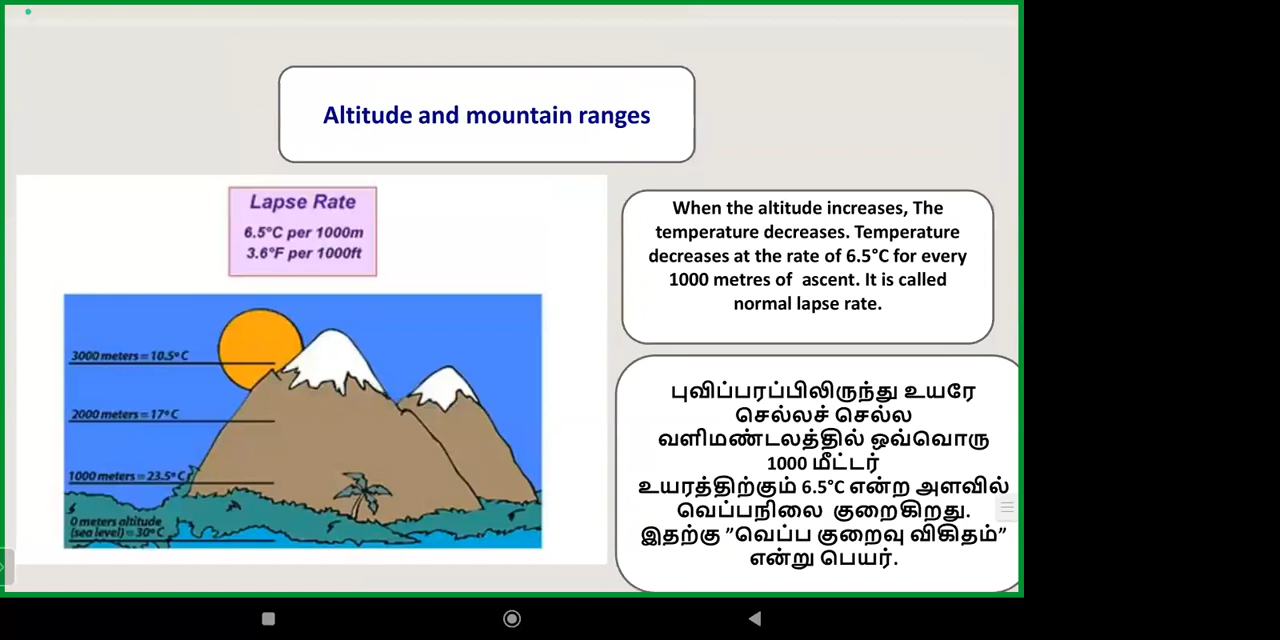 Altitude and mountain ranges
Lapse Rate
6.5°C per 1000m
3.6°F per 1000ft
3000 meters = 10.5° C
2000 meters = 17° C
1000 meters = 23.5° C
0 meters altitude
(sea level) = 30° C
When the altitude increases, The
temperature decreases. Temperature
decreases at the rate of 6.5°C for every
1000 metres of ascent. It is called
normal lapse rate.
புவிப்பரப்பிலிருந்து உயரே
செல்லச் செல்ல
வளிமண்டலத்தில் ஒவ்வொரு
1000 மீட்டர்
உயரத்திற்கும் 6.5°C என்ற அளவில்
வெப்பநிலை குறைகிறது.
இதற்கு ”வெப்ப குறைவு விகிதம்”
என்று பெயர்.